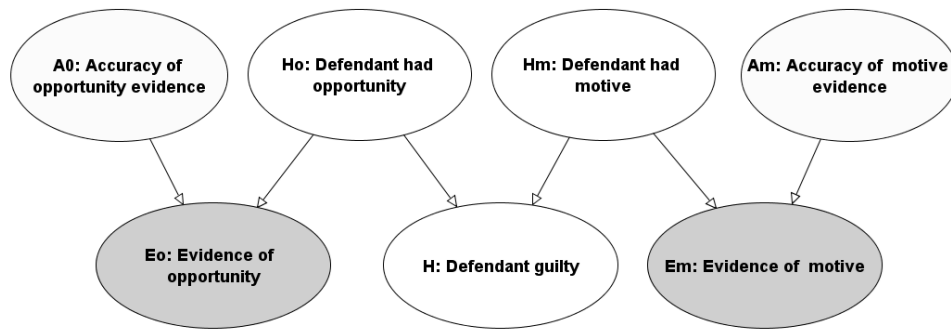 A0: Accuracy of
opportunity evidence
Ho: Defendant had
opportunity
Hm: Defendant had
motive
Am: Accuracy of motive
evidence
Eo: Evidence of
opportunity
H: Defendant guilty
Em: Evidence of motive